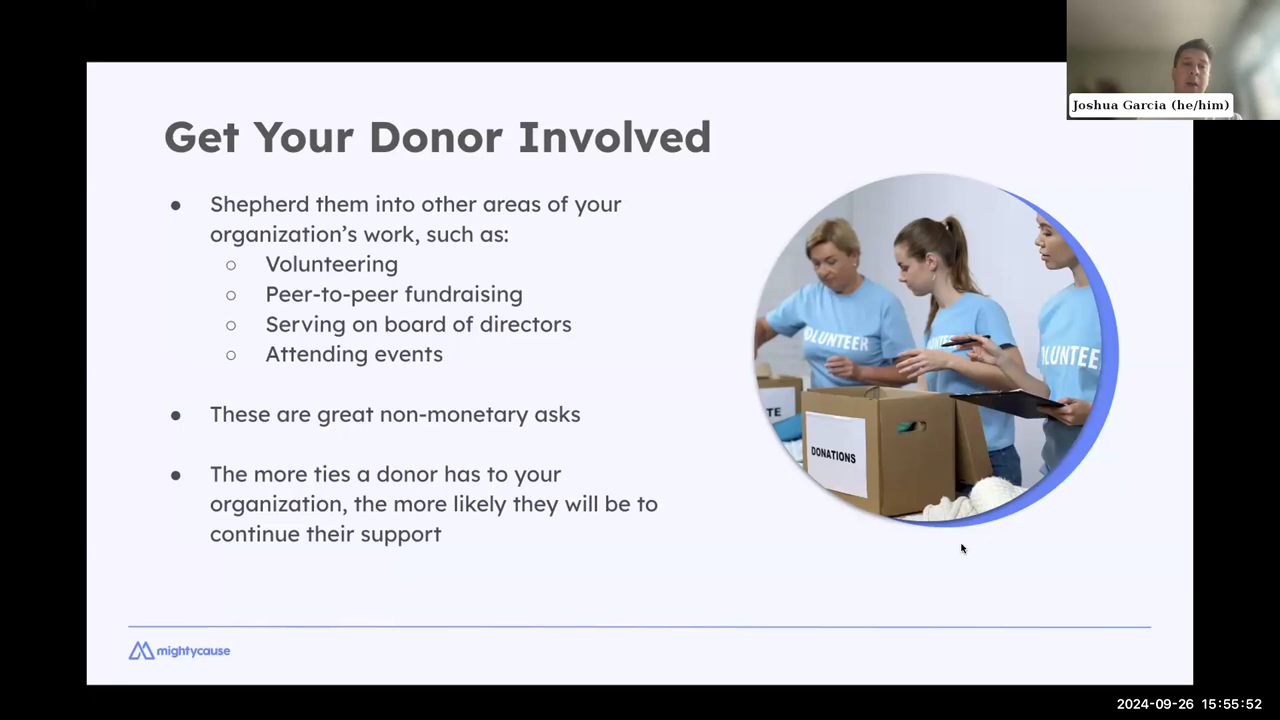 Joshua Garcia (he/him)
Get Your Donor Involved
● Shepherd them into other areas of your
organization’s work, such as:
○ Volunteering
○ Peer-to-peer fundraising
○ Serving on board of directors
○ Attending events
● These are great non-monetary asks
● The more ties a donor has to your
organization, the more likely they will be to
continue their support
OLUNTEER
OLUNTEER
LUNTEE
TE
DONATIONS
mightycause
2024-09-26 15:55:52